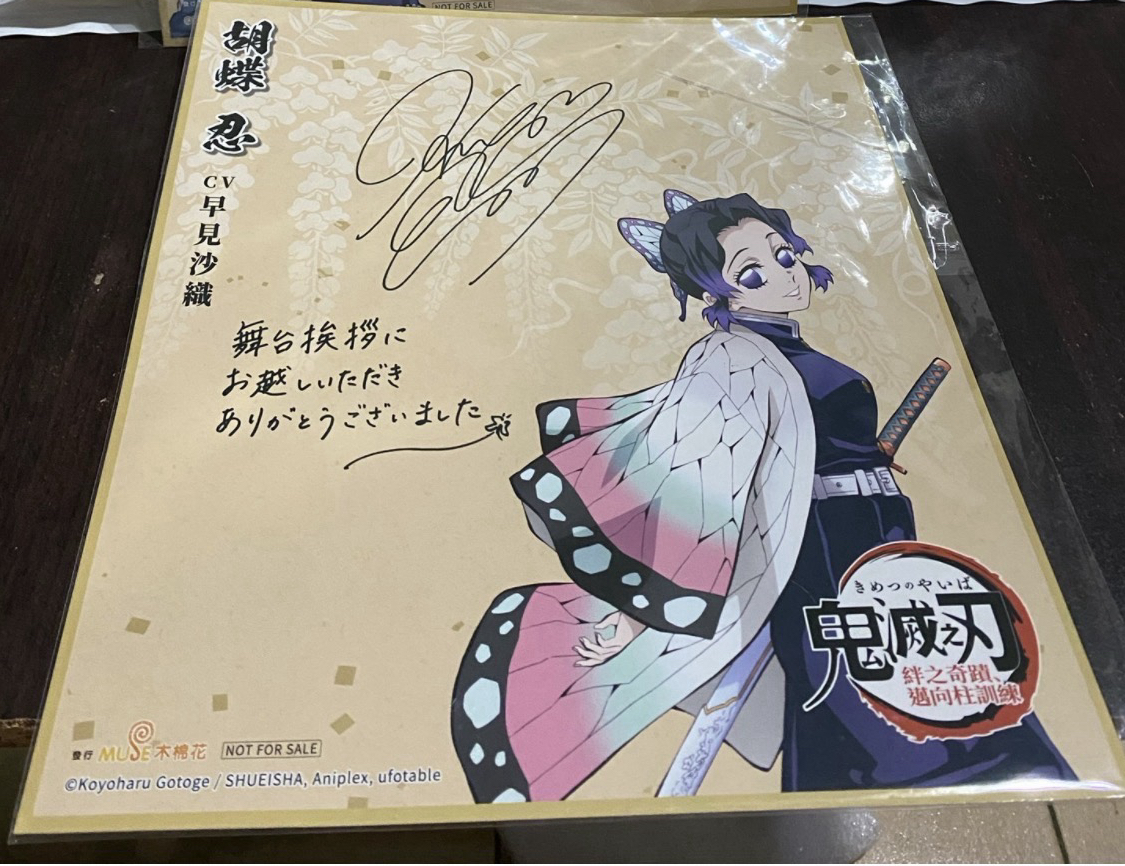 NOT FOR SALE
胡蝶 忍
CV 早見沙織
舞台挨拶に
お越しいただき
ありがとうございました
きめつのやいば
鬼滅之刃
絆之奇蹟、
邁向柱訓練
發行 MUSE 木棉花 NOT FOR SALE
©Koyoharu Gotoge / SHUEISHA, Aniplex, ufotable